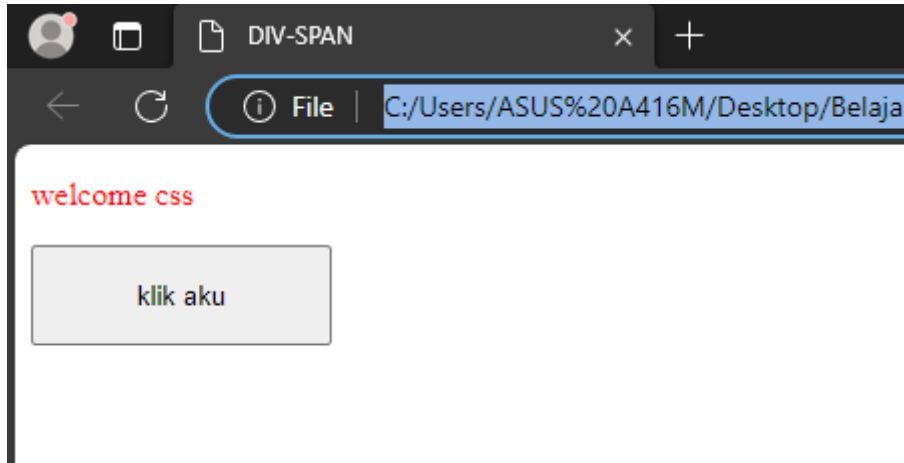 DIV-SPAN
File C:/Users/ASUS%20A416M/Desktop/Belaja
welcome css
klik aku